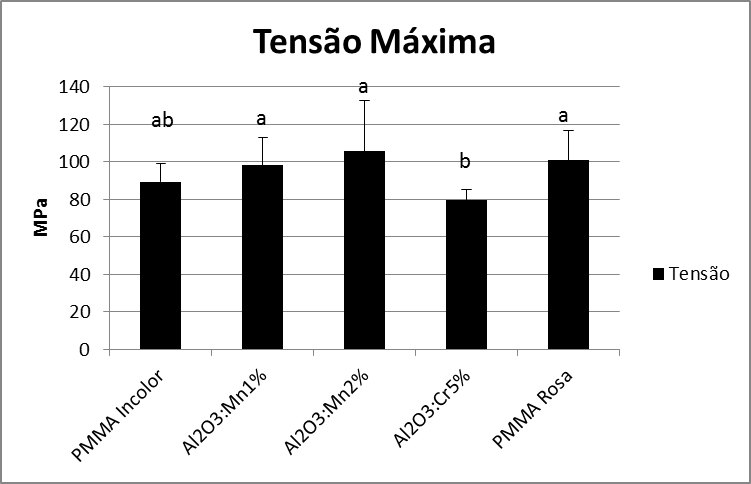 Tensão Máxima
140
120
100
80
60
40
20
0
MPa
ab
a
a
b
a
PMMA Incolor
Al2O3:Mn1%
Al2O3:Mn2%
Al2O3:Cr5%
PMMA Rosa
Tensão